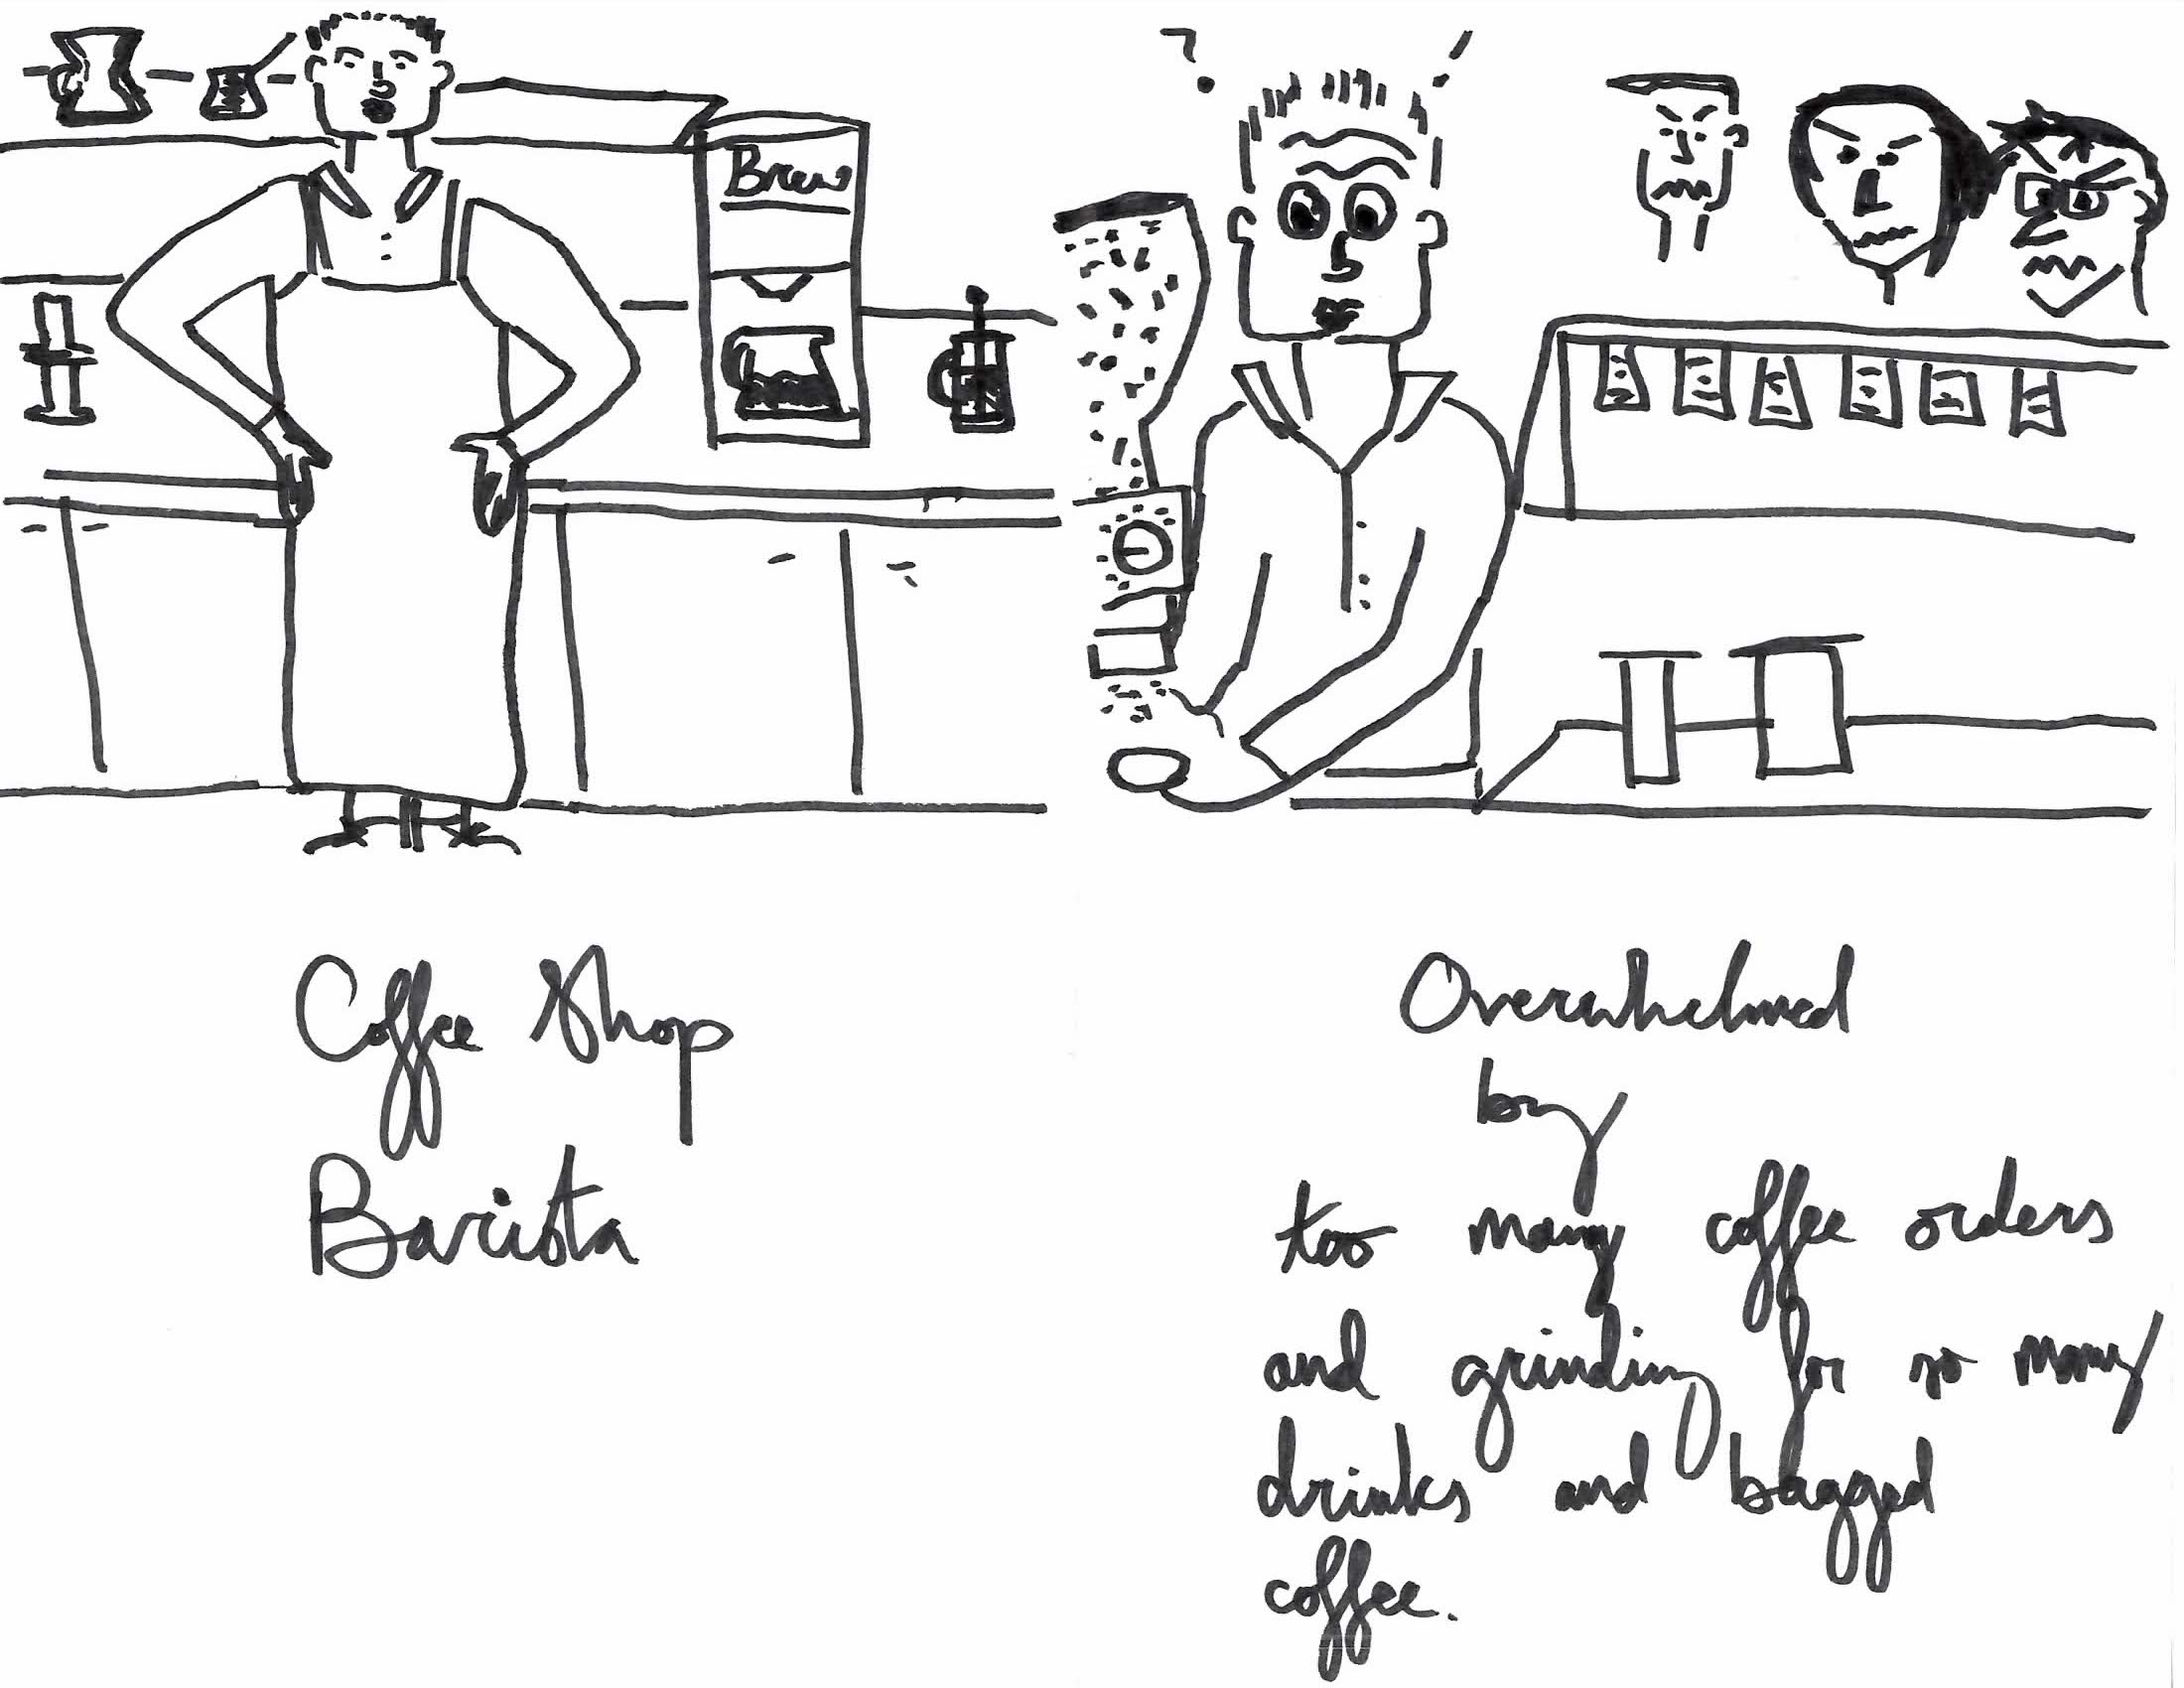 Brew
Coffee Shop
Barista
Overwhelmed
by
too many coffee orders
and grinding for so many
drinks and bagged
coffee.